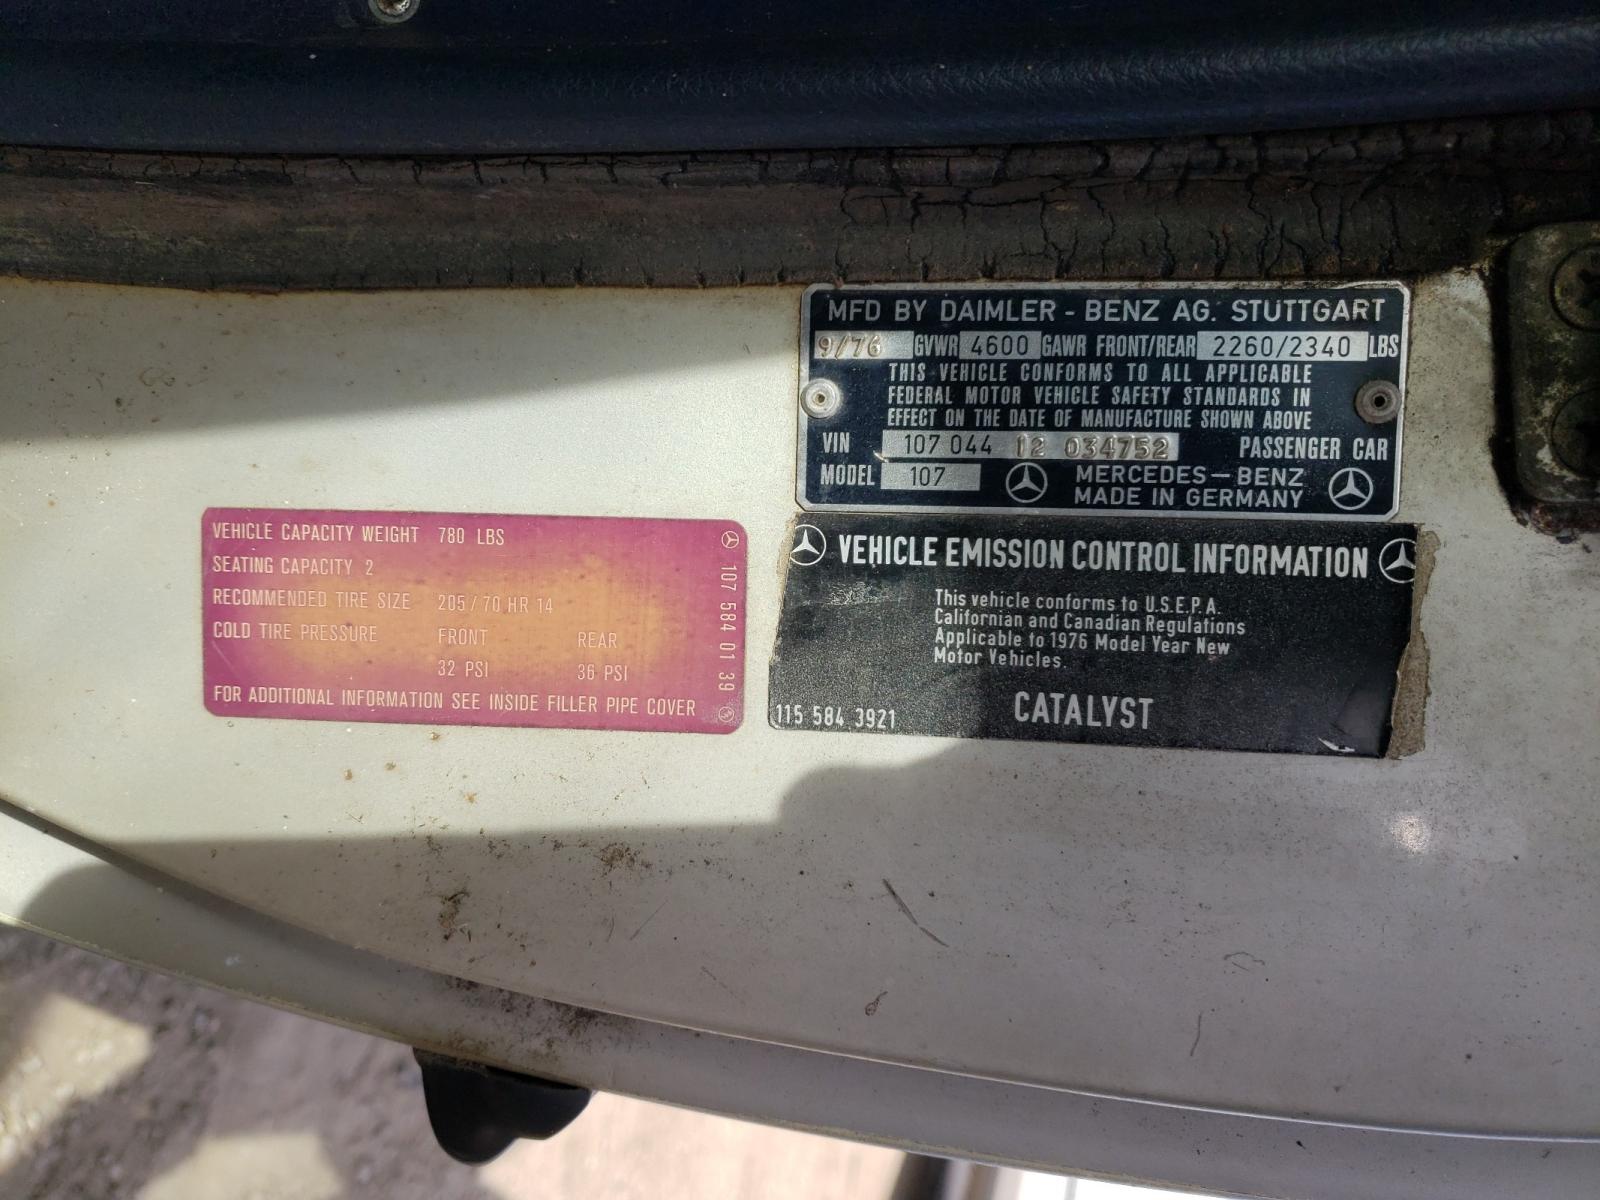 MFD BY DAIMLER - BENZ AG. STUTTGART
9/76 GVWR 4600 GAWR FRONT/REAR 2260/2340 LBS
THIS VEHICLE CONFORMS TO ALL APPLICABLE
FEDERAL MOTOR VEHICLE SAFETY STANDARDS IN
EFFECT ON THE DATE OF MANUFACTURE SHOWN ABOVE
VIN 107 044 12 034752 PASSENGER CAR
MODEL 107 MERCEDES-BENZ
MADE IN GERMANY
VEHICLE CAPACITY WEIGHT 780 LBS
SEATING CAPACITY 2
RECOMMENDED TIRE SIZE 205/70 HR 14
COLD TIRE PRESSURE FRONT REAR
32 PSI 36 PSI
FOR ADDITIONAL INFORMATION SEE INSIDE FILLER PIPE COVER
107 584 01 39
VEHICLE EMISSION CONTROL INFORMATION
This vehicle conforms to U.S.E.P.A.
Californian and Canadian Regulations
Applicable to 1976 Model Year New
Motor Vehicles.
115 584 3921 CATALYST